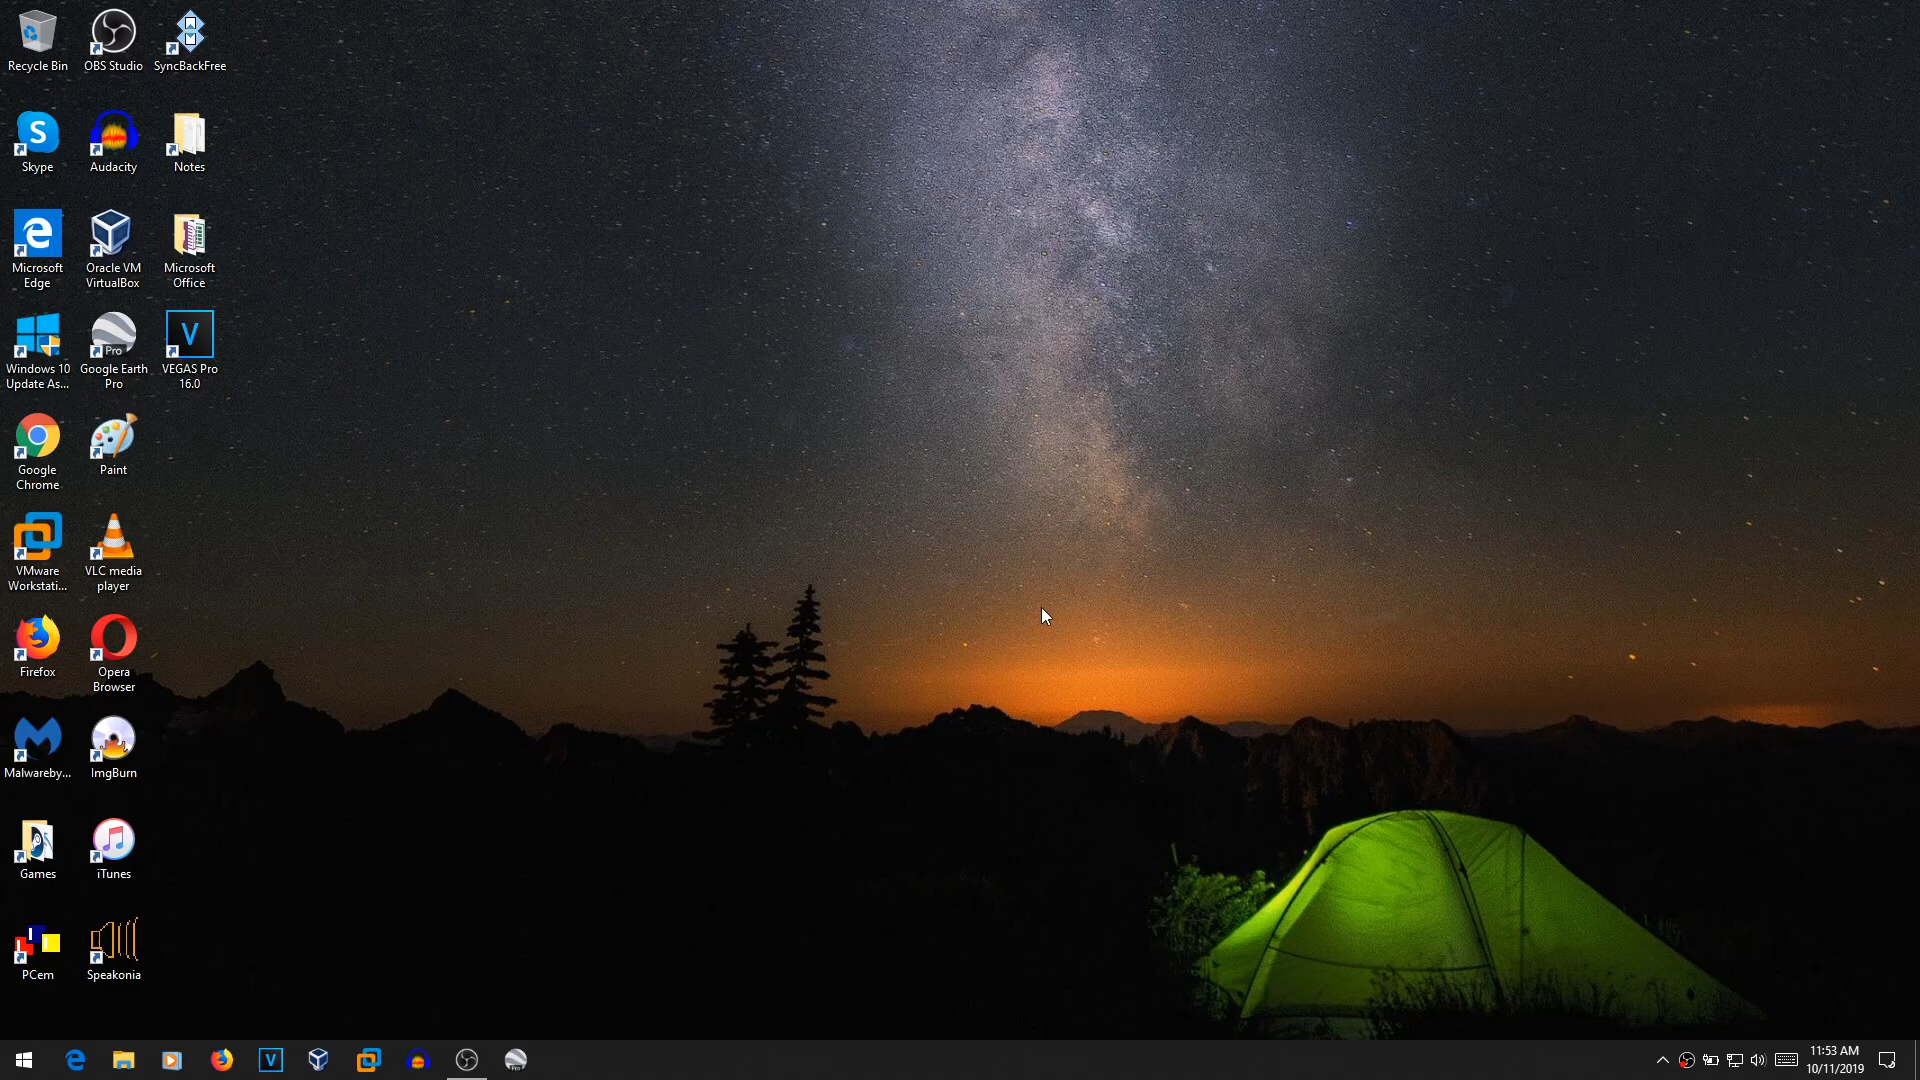 Recycle Bin
OBS Studio
SyncBackFree
S
Skype
Audacity
Notes
Microsoft
Edge
Oracle VM
VirtualBox
Microsoft
Office
Windows 10
Update As...
Pro
Google Earth
Pro
V
VEGAS Pro
16.0
Google
Chrome
Paint
VMware
Workstati...
VLC media
player
Firefox
Opera
Browser
Malwareby...
ImgBurn
Games
iTunes
PCem
Speakonia
V
Pro
11:53 AM
10/11/2019